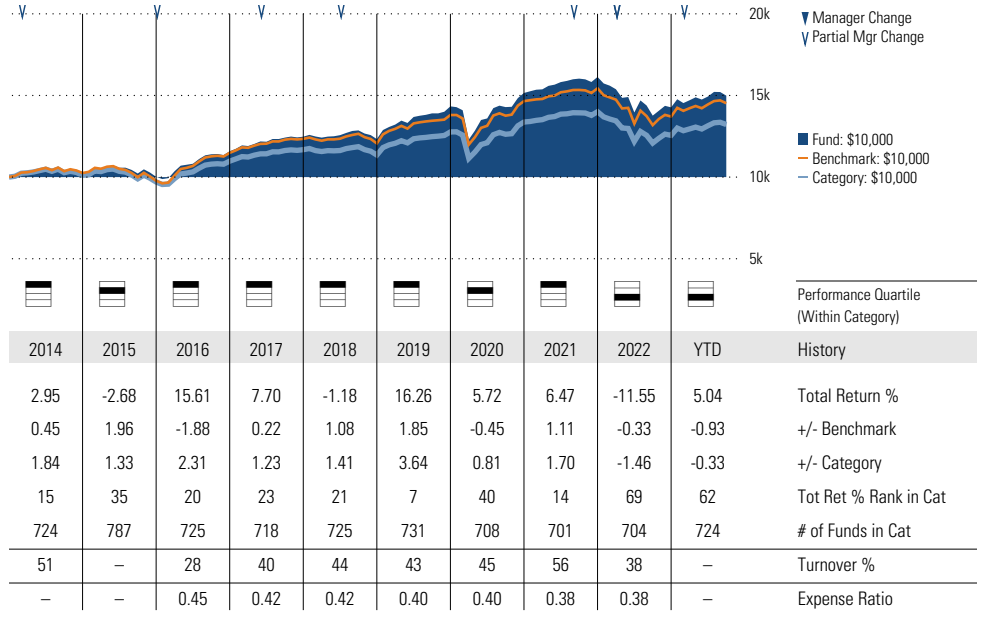 20k
15k
10k
5k
▼ Manager Change
Partial Mgr Change
Fund: $10,000
Benchmark: $10,000
Category: $10,000
Performance Quartile
(Within Category)
2014 2015 2016 2017 2018 2019 2020 2021 2022 YTD History
2.95 -2.68 15.61 7.70 -1.18 16.26 5.72 6.47 -11.55 5.04 Total Return %
0.45 1.96 -1.88 0.22 1.08 1.85 -0.45 1.11 -0.33 -0.93 +/- Benchmark
1.84 1.33 2.31 1.23 1.41 3.64 0.81 1.70 -1.46 -0.33 +/- Category
15 35 20 23 21 7 40 14 69 62 Tot Ret % Rank in Cat
724 787 725 718 725 731 708 701 704 724 # of Funds in Cat
51 – 28 40 44 43 45 56 38 – Turnover %
– – 0.45 0.42 0.42 0.40 0.40 0.38 0.38 – Expense Ratio